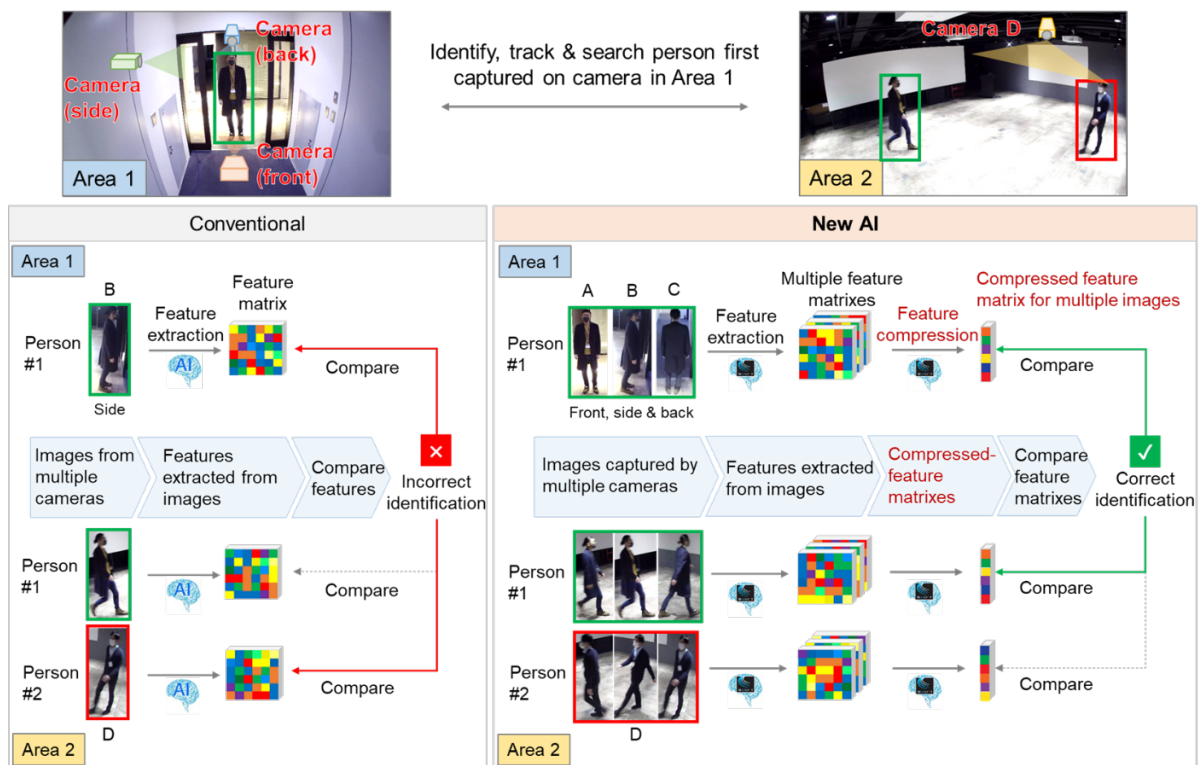 Camera
(back)
Camera
(side)
Camera
(front)
Area 1
Identify, track & search person first
captured on camera in Area 1
Camera D
Area 2
Conventional
Area 1
B
Person
#1
Side
Feature
extraction
AI
Feature
matrix
Compare
Images from
multiple
cameras
Features
extracted from
images
Compare
features
Incorrect
identification
Person
#1
AI
Compare
Person
#2
AI
Compare
D
Area 2
New AI
Area 1
A B C
Person
#1
Front, side & back
Feature
extraction
Multiple feature
matrixes
Feature
compression
Compressed feature
matrix for multiple images
Compare
Images captured by
multiple cameras
Features extracted
from images
Compressed-
feature
matrixes
Compare
feature
matrixes
Correct
identification
Person
#1
Compare
Person
#2
Compare
D
Area 2